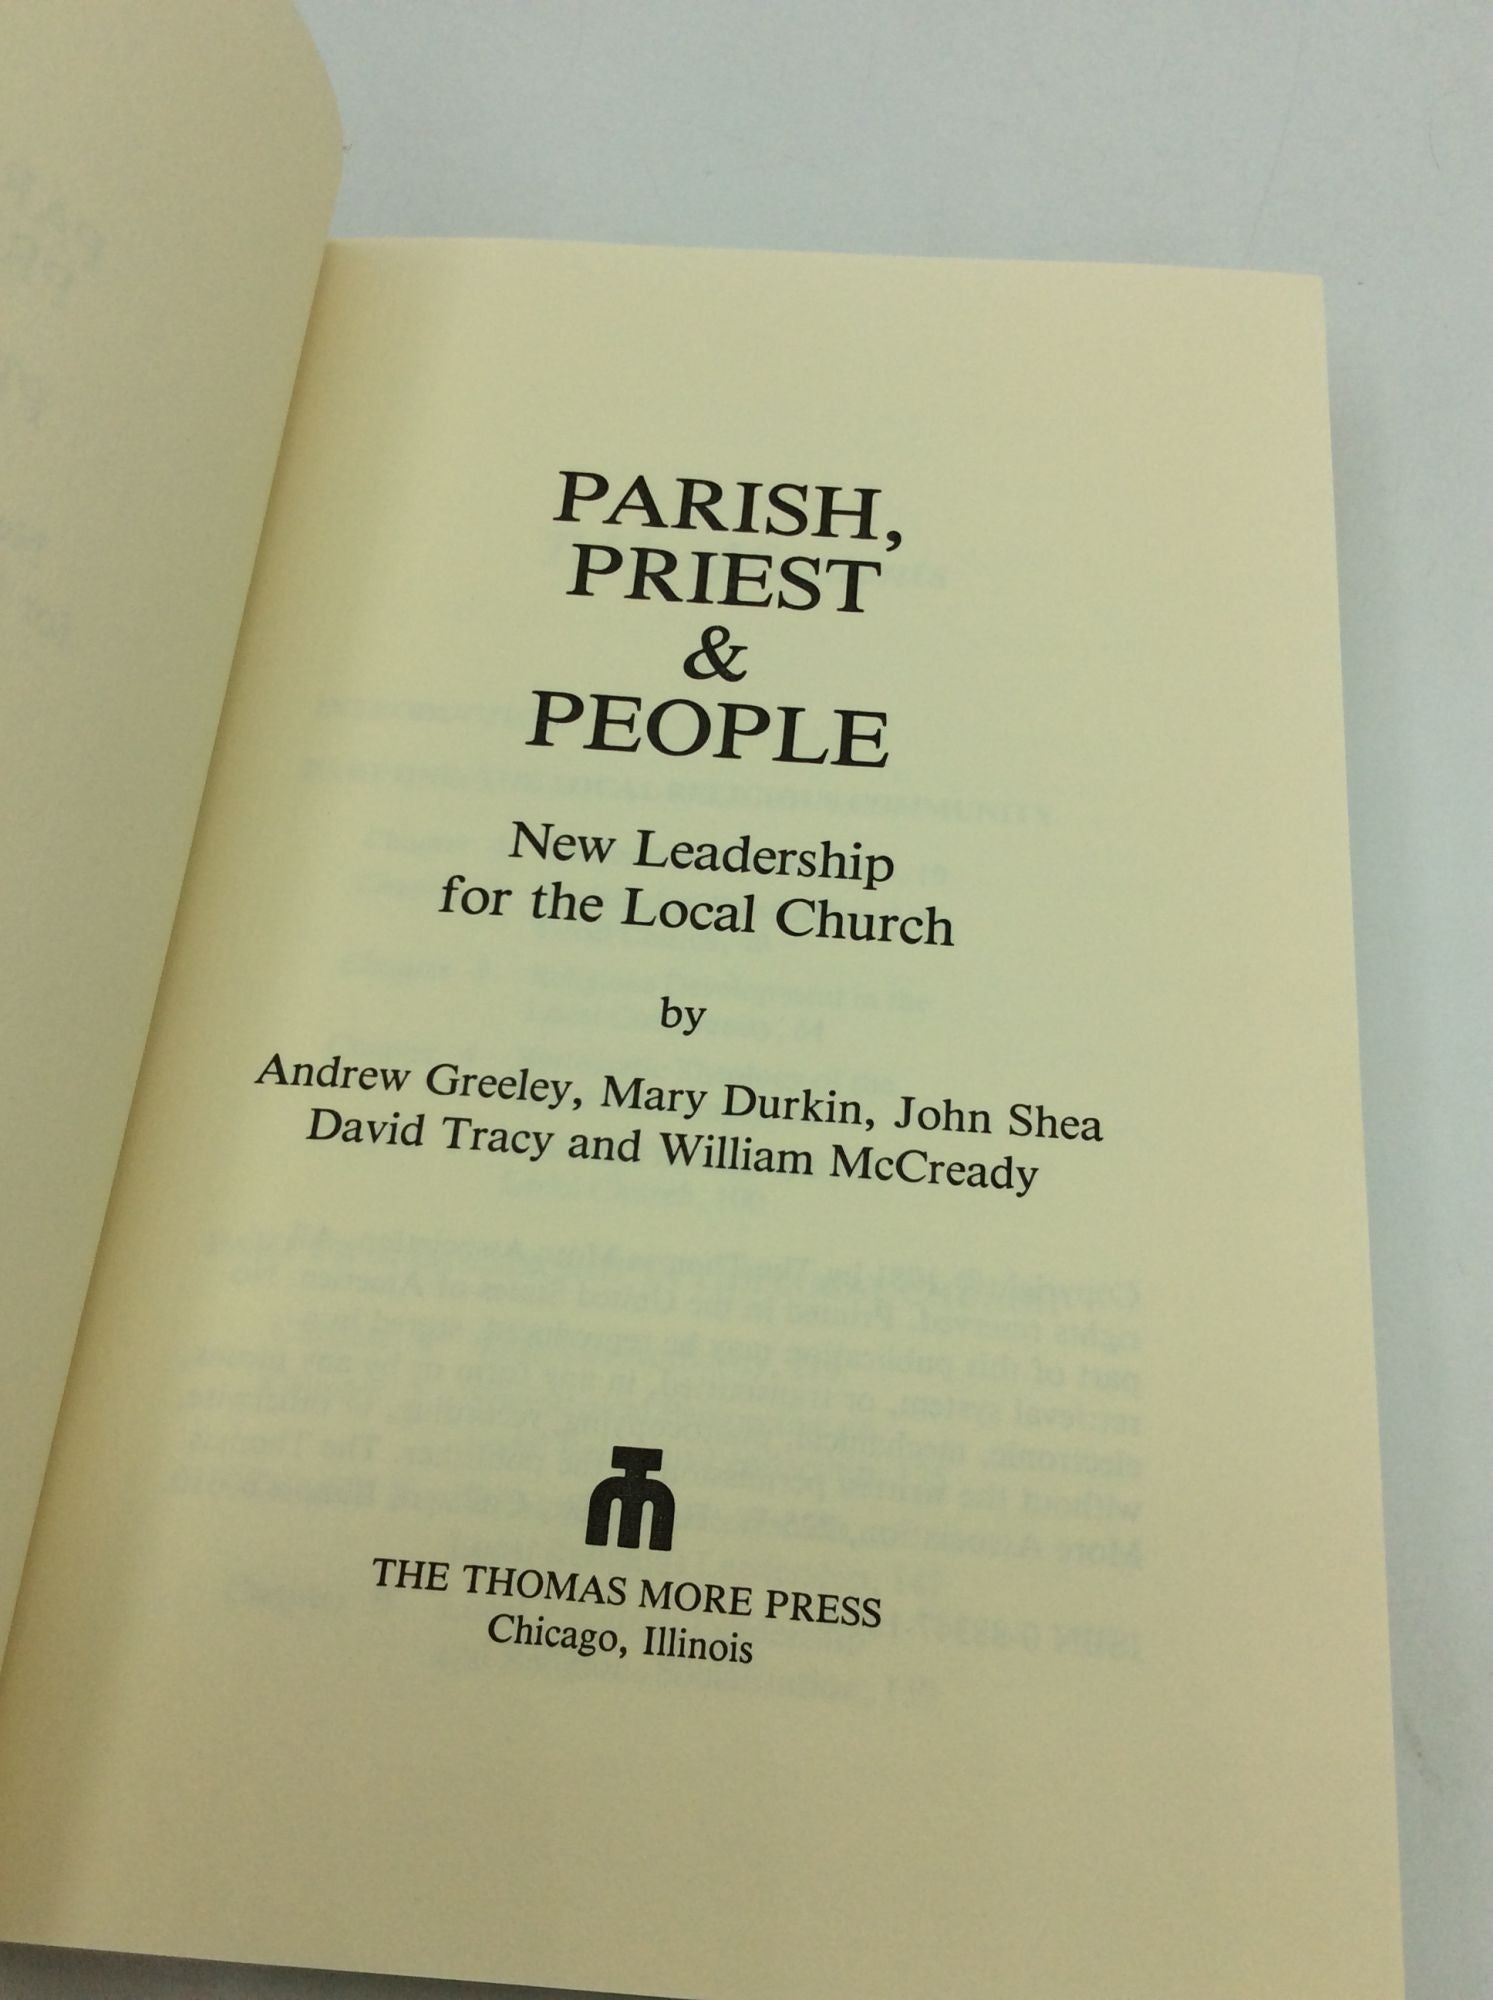 PARISH,
PRIEST
&
PEOPLE
New Leadership
for the Local Church
by
Andrew Greeley, Mary Durkin, John Shea
David Tracy and William McCready
THE THOMAS MORE PRESS
Chicago, Illinois